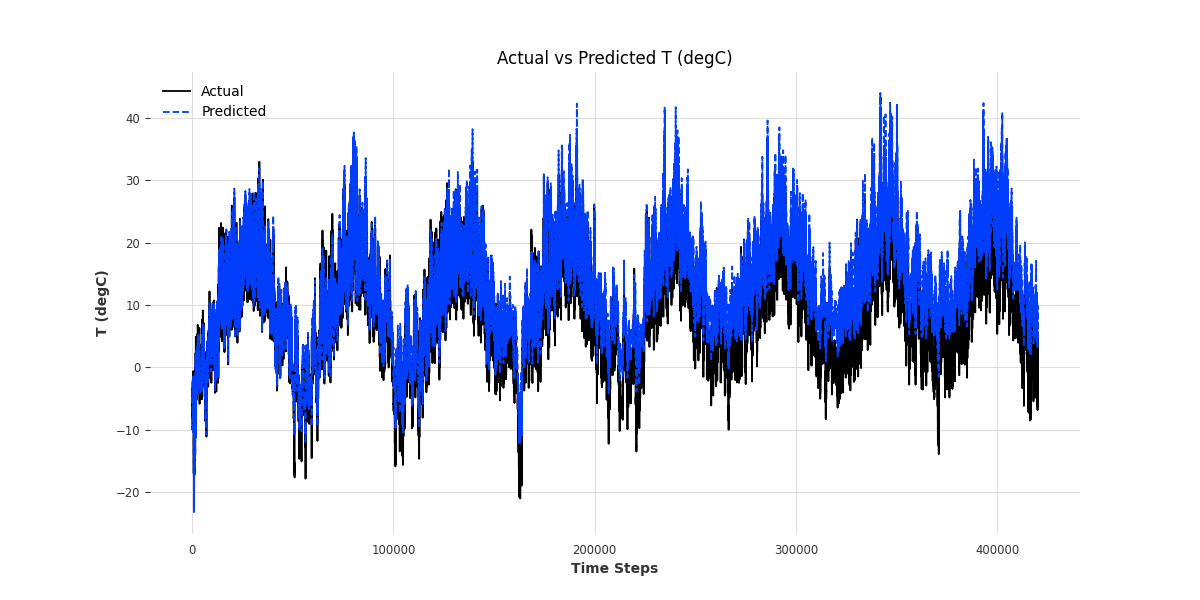 Actual vs Predicted T (degC)
Actual
Predicted
T (degC)
40
30
20
10
0
−10
−20
0
100000
200000
300000
400000
Time Steps